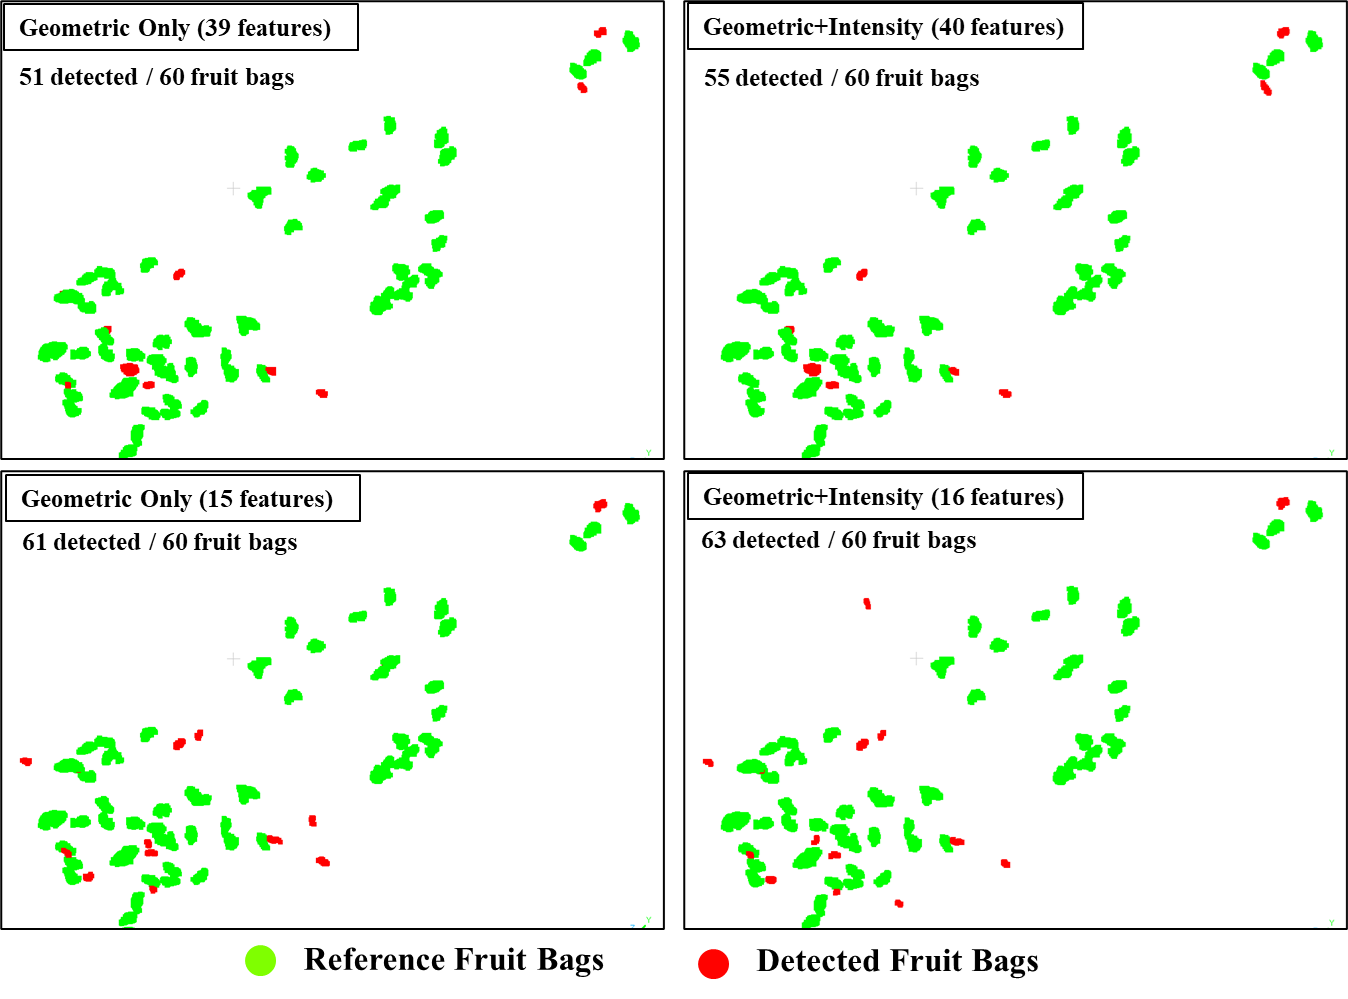 Geometric Only (39 features)
51 detected / 60 fruit bags
Geometric+Intensity (40 features)
55 detected / 60 fruit bags
Y
Y
Geometric Only (15 features)
61 detected / 60 fruit bags
Geometric+Intensity (16 features)
63 detected / 60 fruit bags
Z Y
Y
Reference Fruit Bags
Detected Fruit Bags